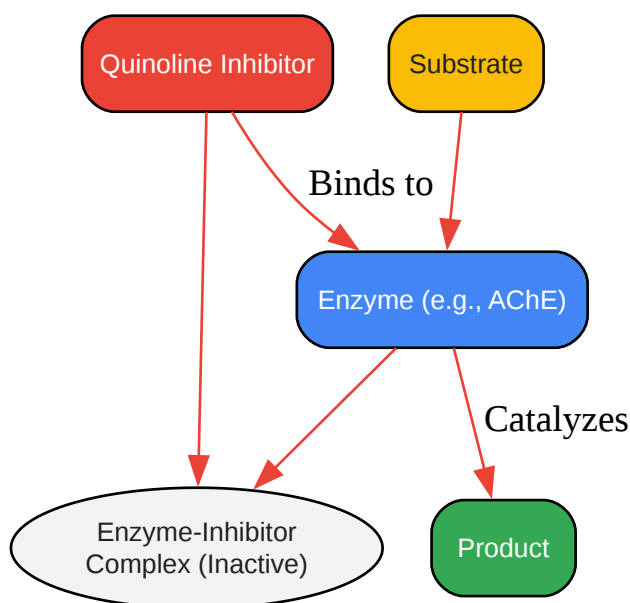 Quinoline Inhibitor
Substrate
Binds to
Enzyme (e.g., AChE)
Catalyzes
Enzyme-Inhibitor
Complex (Inactive)
Product